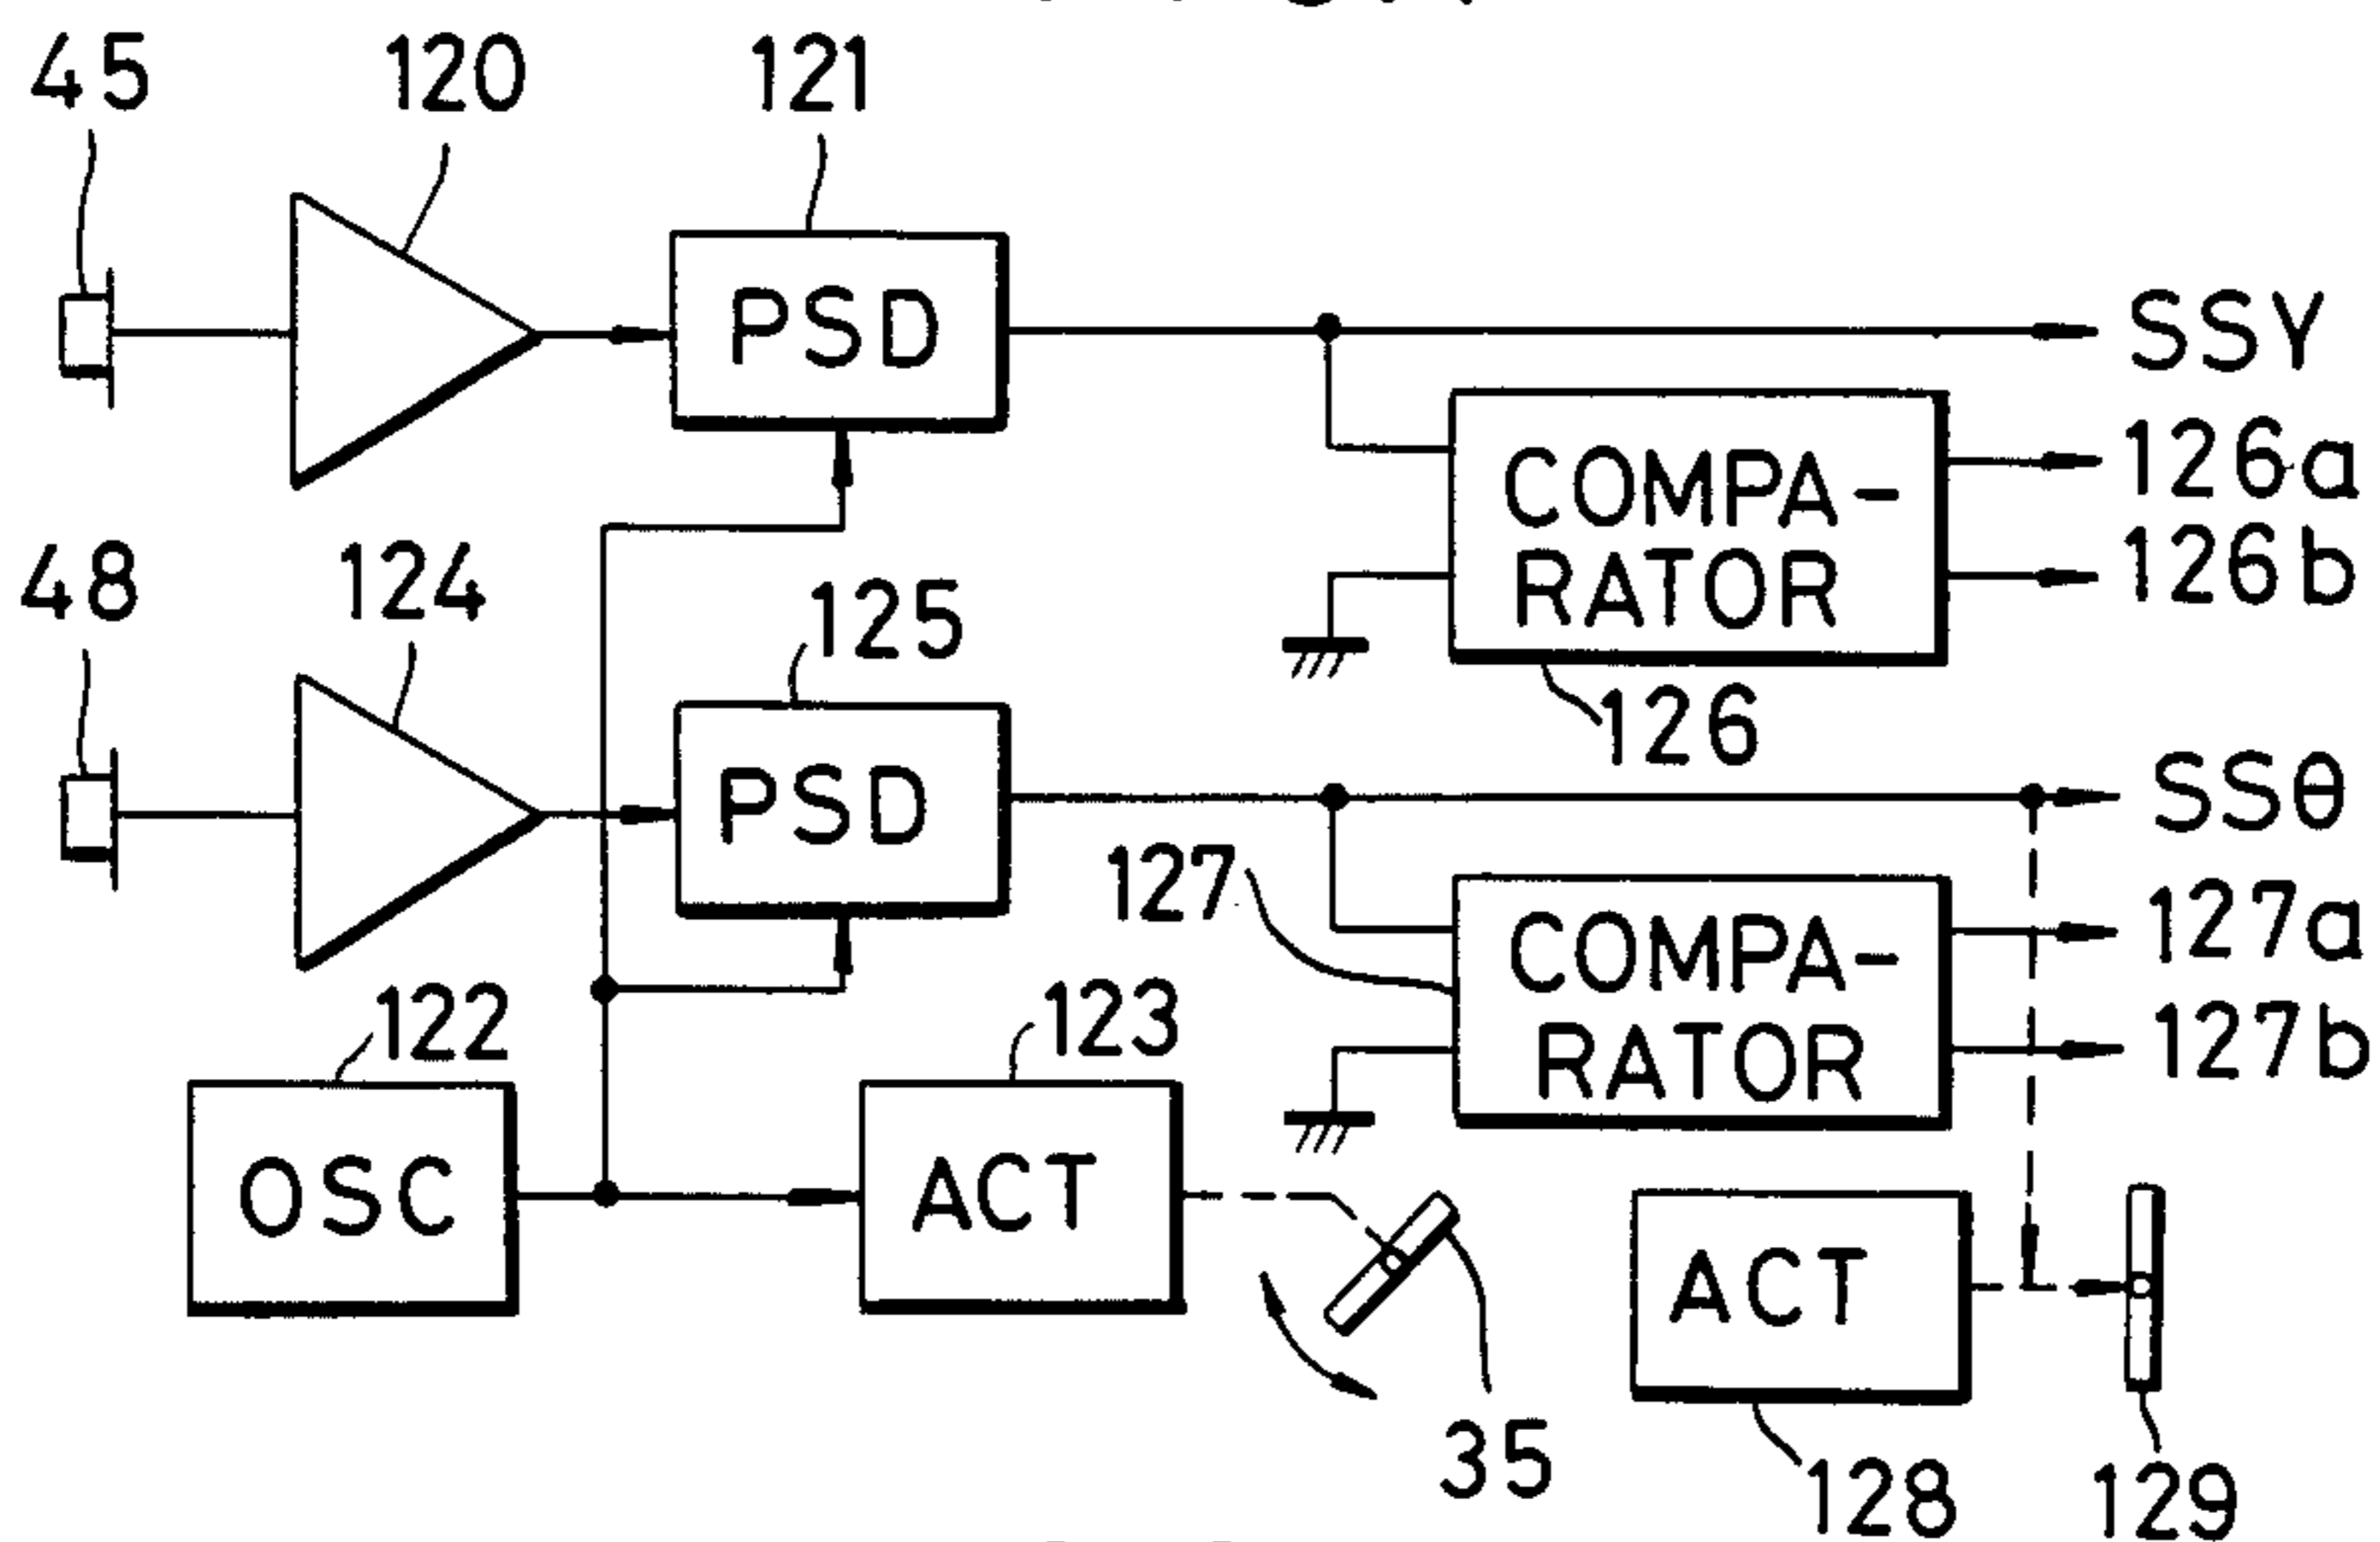 45
120
121
PSD
SSY
COMPA-
RATOR
126a
126b
126
48
124
125
PSD
SSθ
127
COMPA-
RATOR
127a
127b
122
OSC
123
ACT
35
ACT
128
129